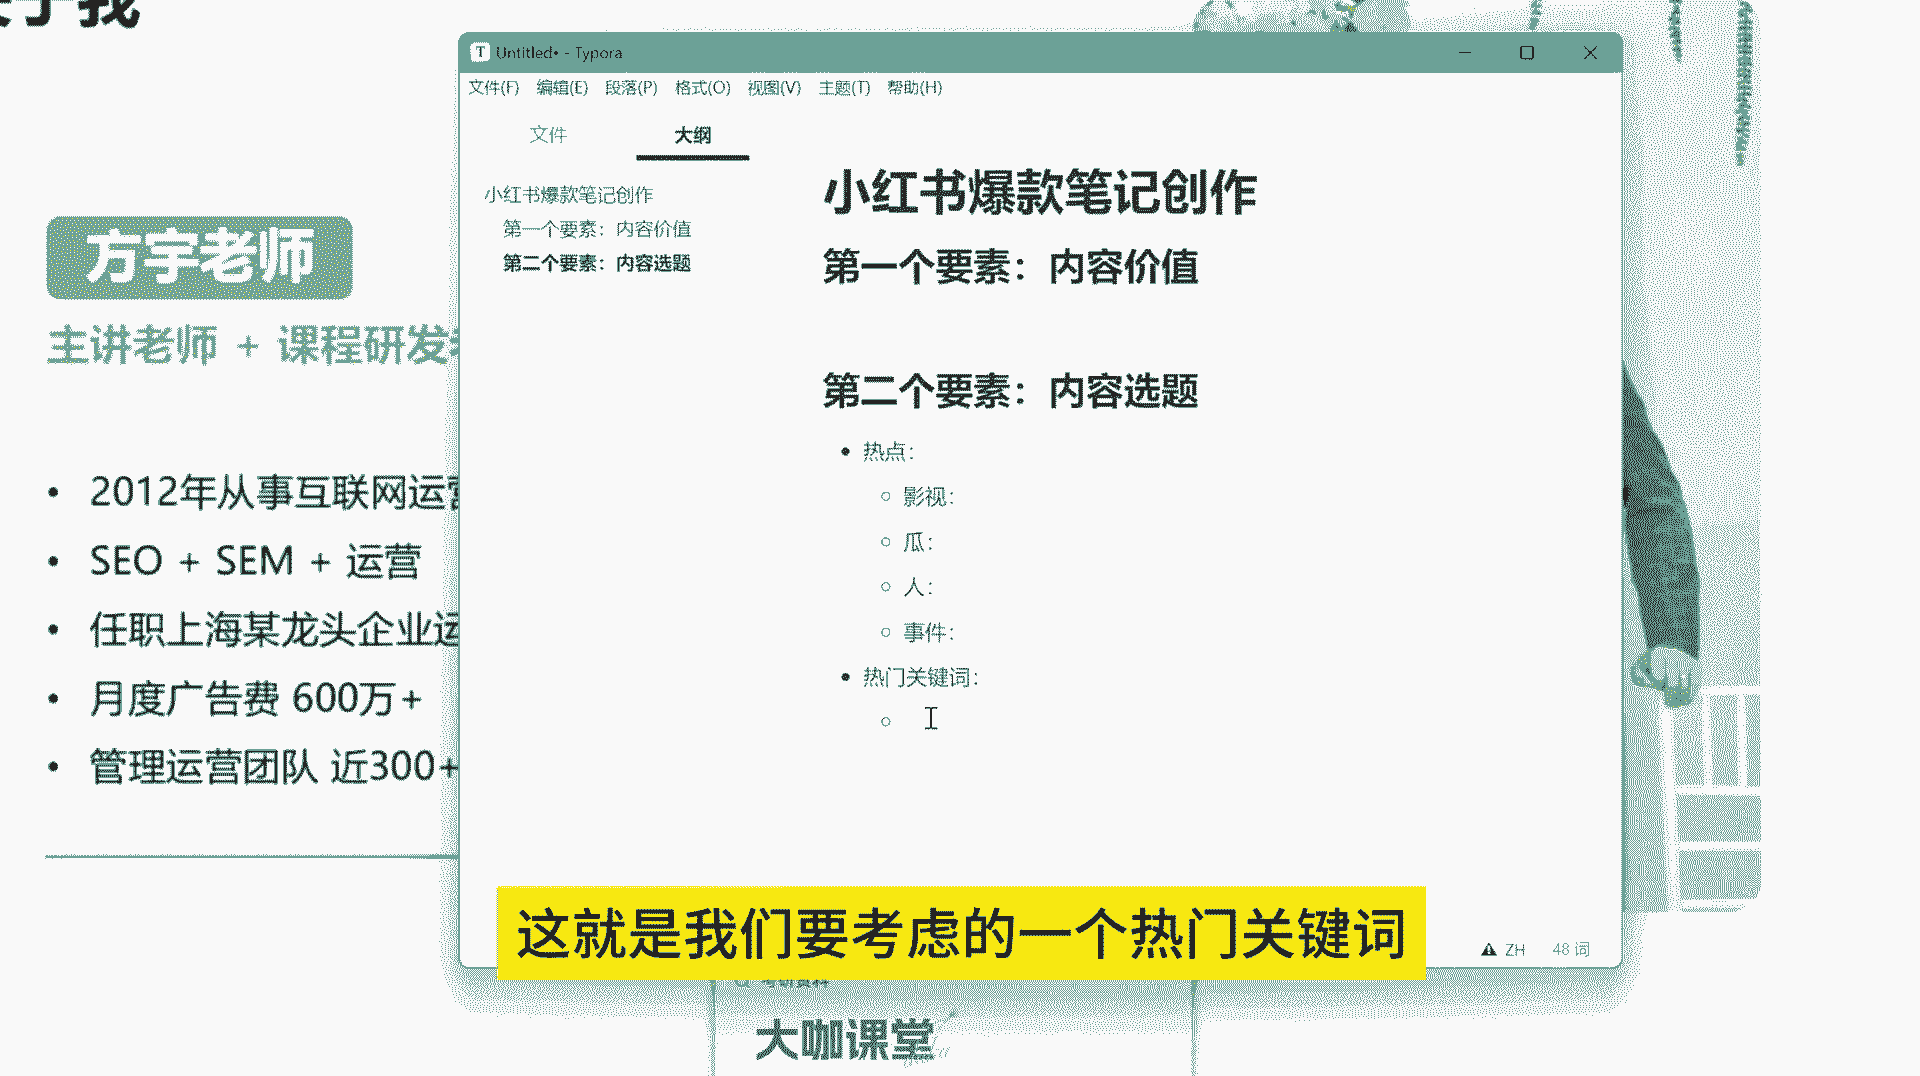 于我
Untitled• - Typora
文件(F) 编辑(E) 段落(P) 格式(O) 视图(V) 主题(T) 帮助(H)
文件 大纲
小红书爆款笔记创作
第一个要素：内容价值
第二个要素：内容选题
小红书爆款笔记创作
第一个要素：内容价值
第二个要素：内容选题
• 热点：
○ 影视：
○ 瓜：
○ 人：
○ 事件：
• 热门关键词：
方宇老师
主讲老师 + 课程研发
• 2012年从事互联网运营
• SEO + SEM + 运营
• 任职上海某龙头企业运
• 月度广告费 600万+
• 管理运营团队 近300+
这就是我们要考虑的一个热门关键词
ZH 48 词
考研资料
大咖课堂